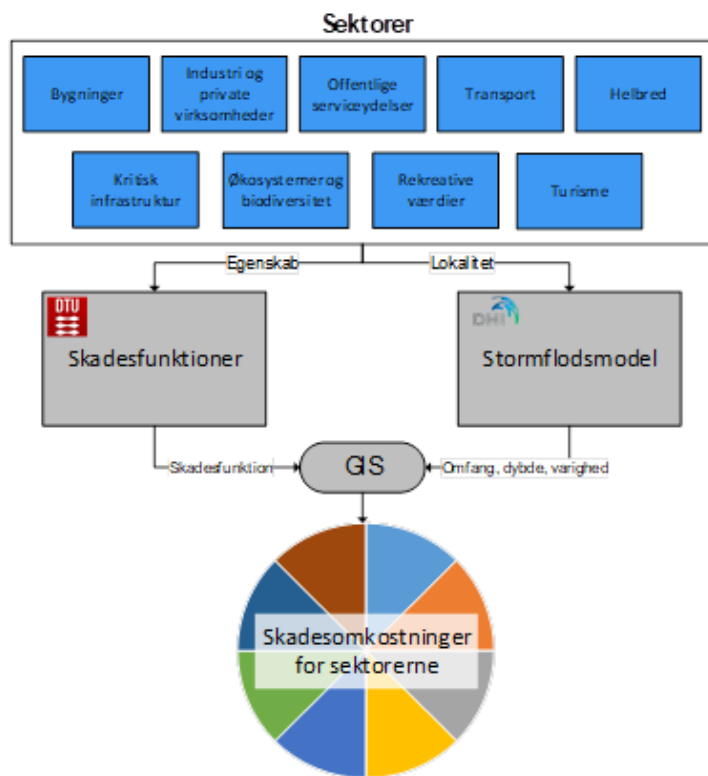 Sektorer
Bygninger
Industri og
private
virksomheder
Offentlige
serviceydelser
Transport
Helbred
Kritisk
infrastruktur
Økosystemer og
biodiversitet
Rekreative
værdier
Turisme
Egenskab
Lokalitet
DTU
Skadesfunktioner
DHI
Stormflodsmodel
Skadesfunktion
GIS
Omfang, dybde, varighed
Skadesomkostninger
for sektorerne